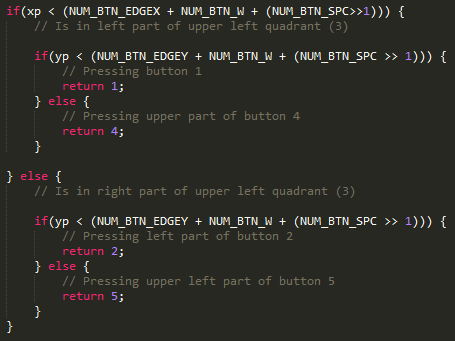 if(xp < (NUM_BTN_EDGEX + NUM_BTN_W + (NUM_BTN_SPC>>1))) {
// Is in left part of upper left quadrant (3)
if(yp < (NUM_BTN_EDGEY + NUM_BTN_W + (NUM_BTN_SPC >> 1))) {
// Pressing button 1
return 1;
} else {
// Pressing upper part of button 4
return 4;
}
} else {
// Is in right part of upper left quadrant (3)
if(yp < (NUM_BTN_EDGEY + NUM_BTN_W + (NUM_BTN_SPC >> 1))) {
// Pressing left part of button 2
return 2;
} else {
// Pressing upper left part of button 5
return 5;
}
}